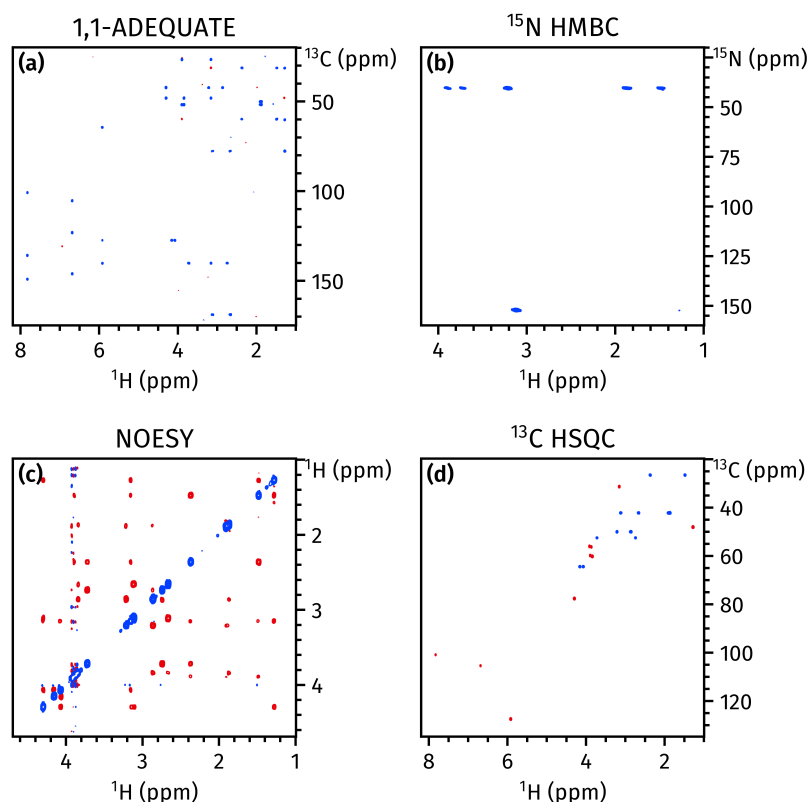 1,1-ADEQUATE
(a)
¹³C (ppm)
50
100
150
8 6 4 2
¹H (ppm)
¹⁵N HMBC
(b)
¹⁵N (ppm)
50
75
100
125
150
4 3 2 1
¹H (ppm)
NOESY
(c)
¹H (ppm)
2
3
4
4 3 2 1
¹H (ppm)
¹³C HSQC
(d)
¹³C (ppm)
40
60
80
100
120
8 6 4 2
¹H (ppm)